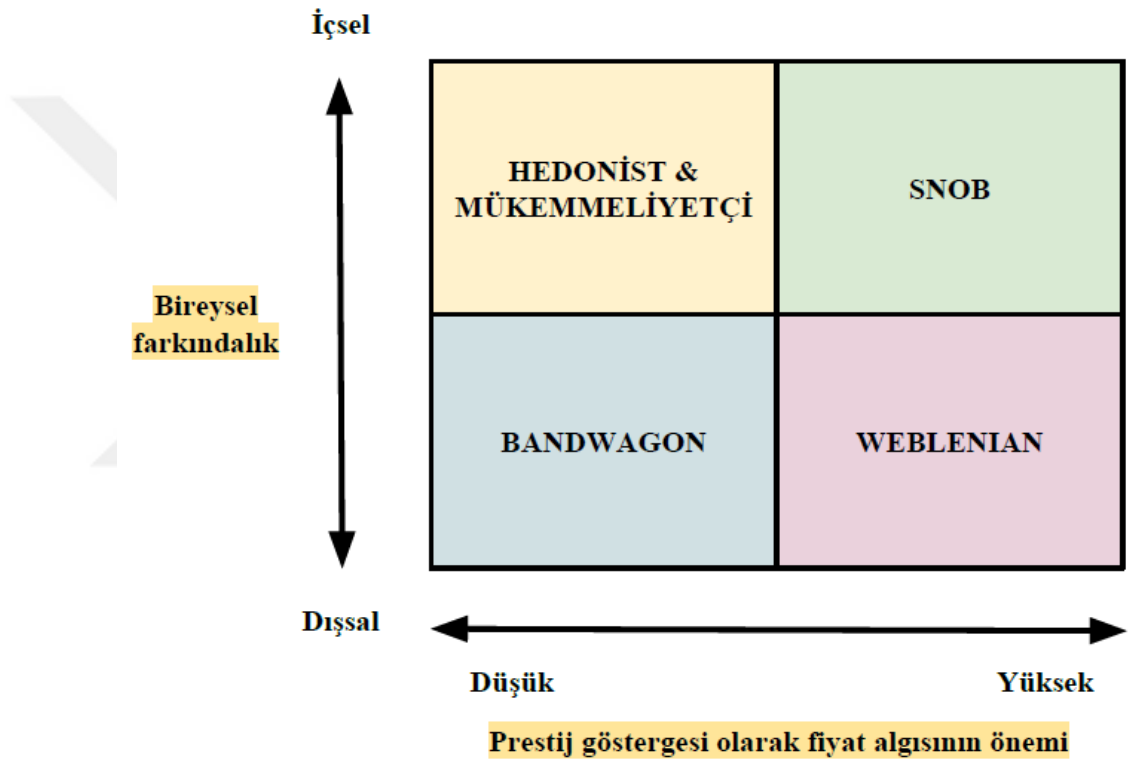 İçsel
HEDONİST &
MÜKEMMELİYETÇİ
SNOB
Bireysel
farkındalık
BANDWAGON
WEBLENIAN
Dışsal
Düşük
Yüksek
Prestij göstergesi olarak fiyat algısının önemi